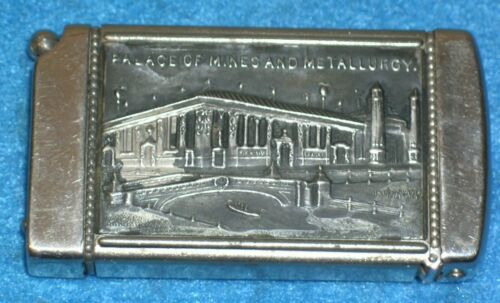 PALACE OF MINES AND METALLURGY.